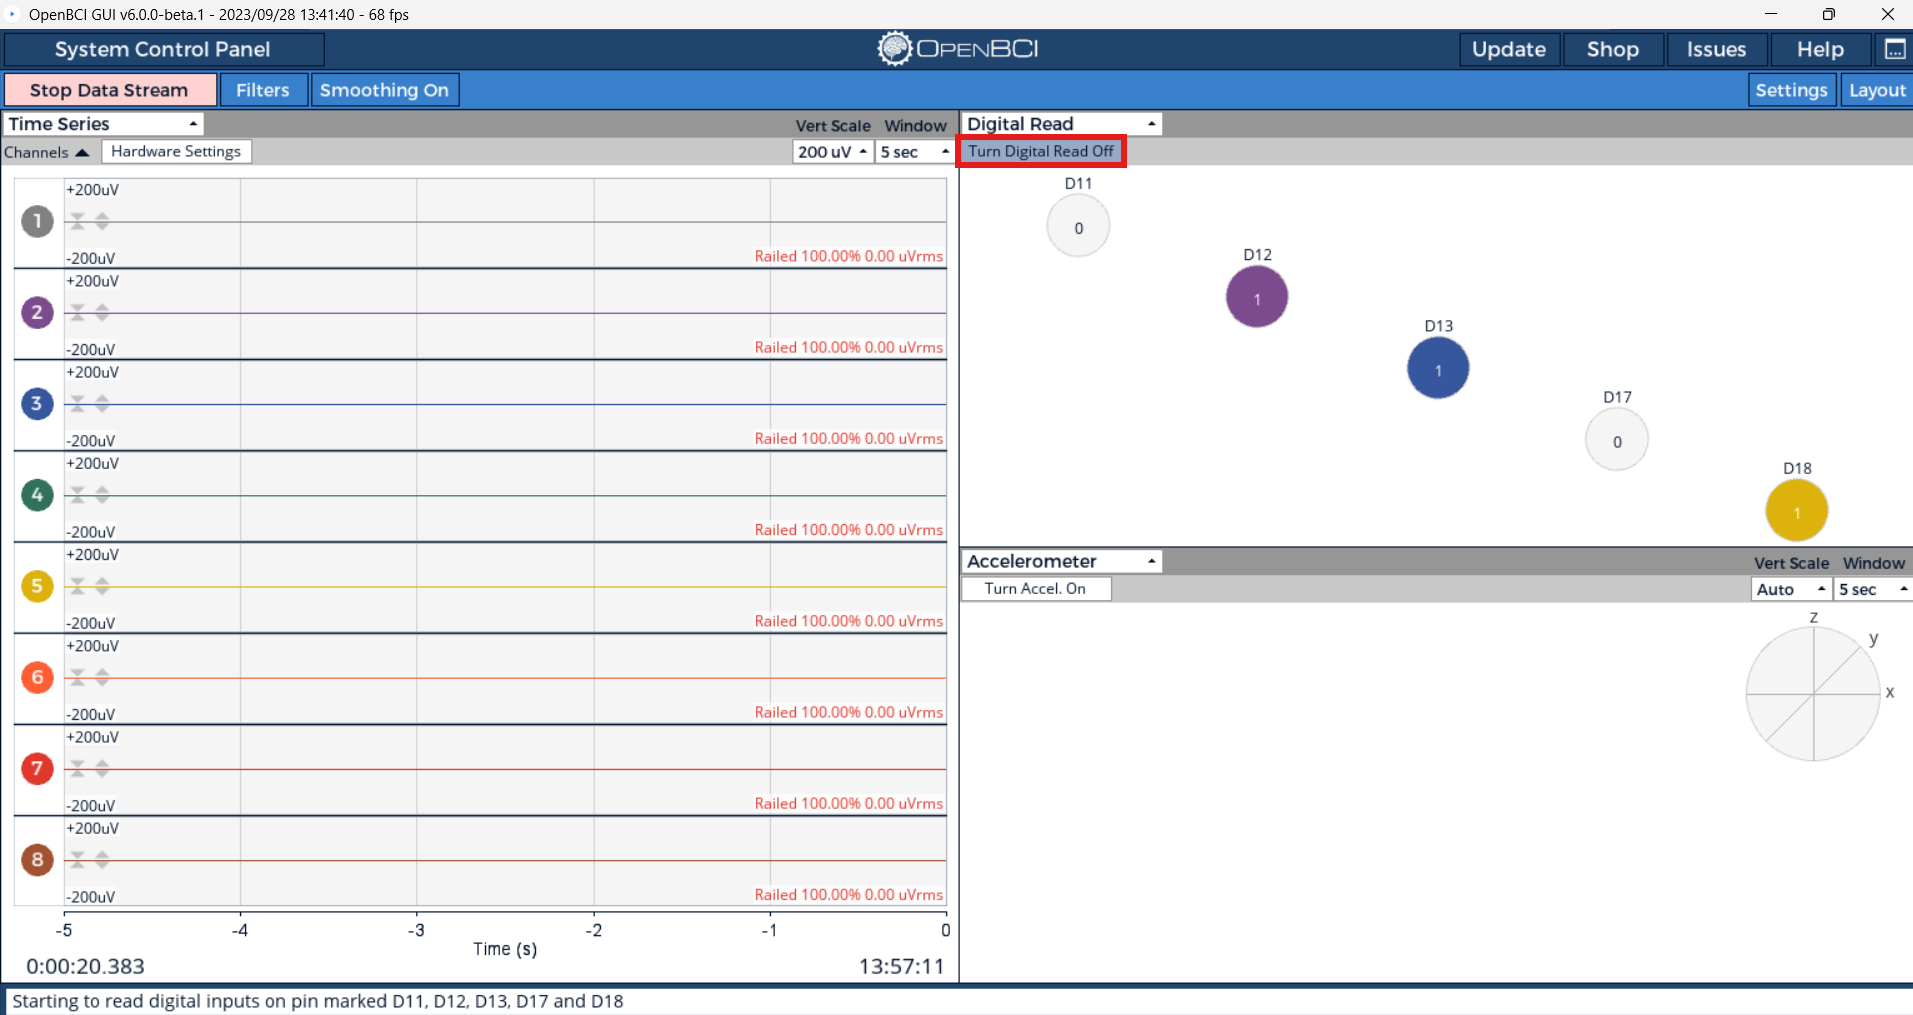 OpenBCI GUI v6.0.0-beta.1 - 2023/09/28 13:41:40 - 68 fps
System Control Panel
OPENBCI
Update
Shop
Issues
Help
Stop Data Stream
Filters
Smoothing On
Settings
Layout
Time Series
Vert Scale
Window
Channels
Hardware Settings
200 uV
5 sec
+200uV
1
-200uV
Railed 100.00% 0.00 uVrms
+200uV
2
-200uV
Railed 100.00% 0.00 uVrms
+200uV
3
-200uV
Railed 100.00% 0.00 uVrms
+200uV
4
-200uV
Railed 100.00% 0.00 uVrms
+200uV
5
-200uV
Railed 100.00% 0.00 uVrms
+200uV
6
-200uV
Railed 100.00% 0.00 uVrms
+200uV
7
-200uV
Railed 100.00% 0.00 uVrms
+200uV
8
-200uV
Railed 100.00% 0.00 uVrms
-5 -4 -3 -2 -1 0
Time (s)
0:00:20.383
13:57:11
Digital Read
Turn Digital Read Off
D11
0
D12
1
D13
1
D17
0
D18
1
Accelerometer
Vert Scale
Window
Turn Accel. On
Auto
5 sec
z
y
x
Starting to read digital inputs on pin marked D11, D12, D13, D17 and D18